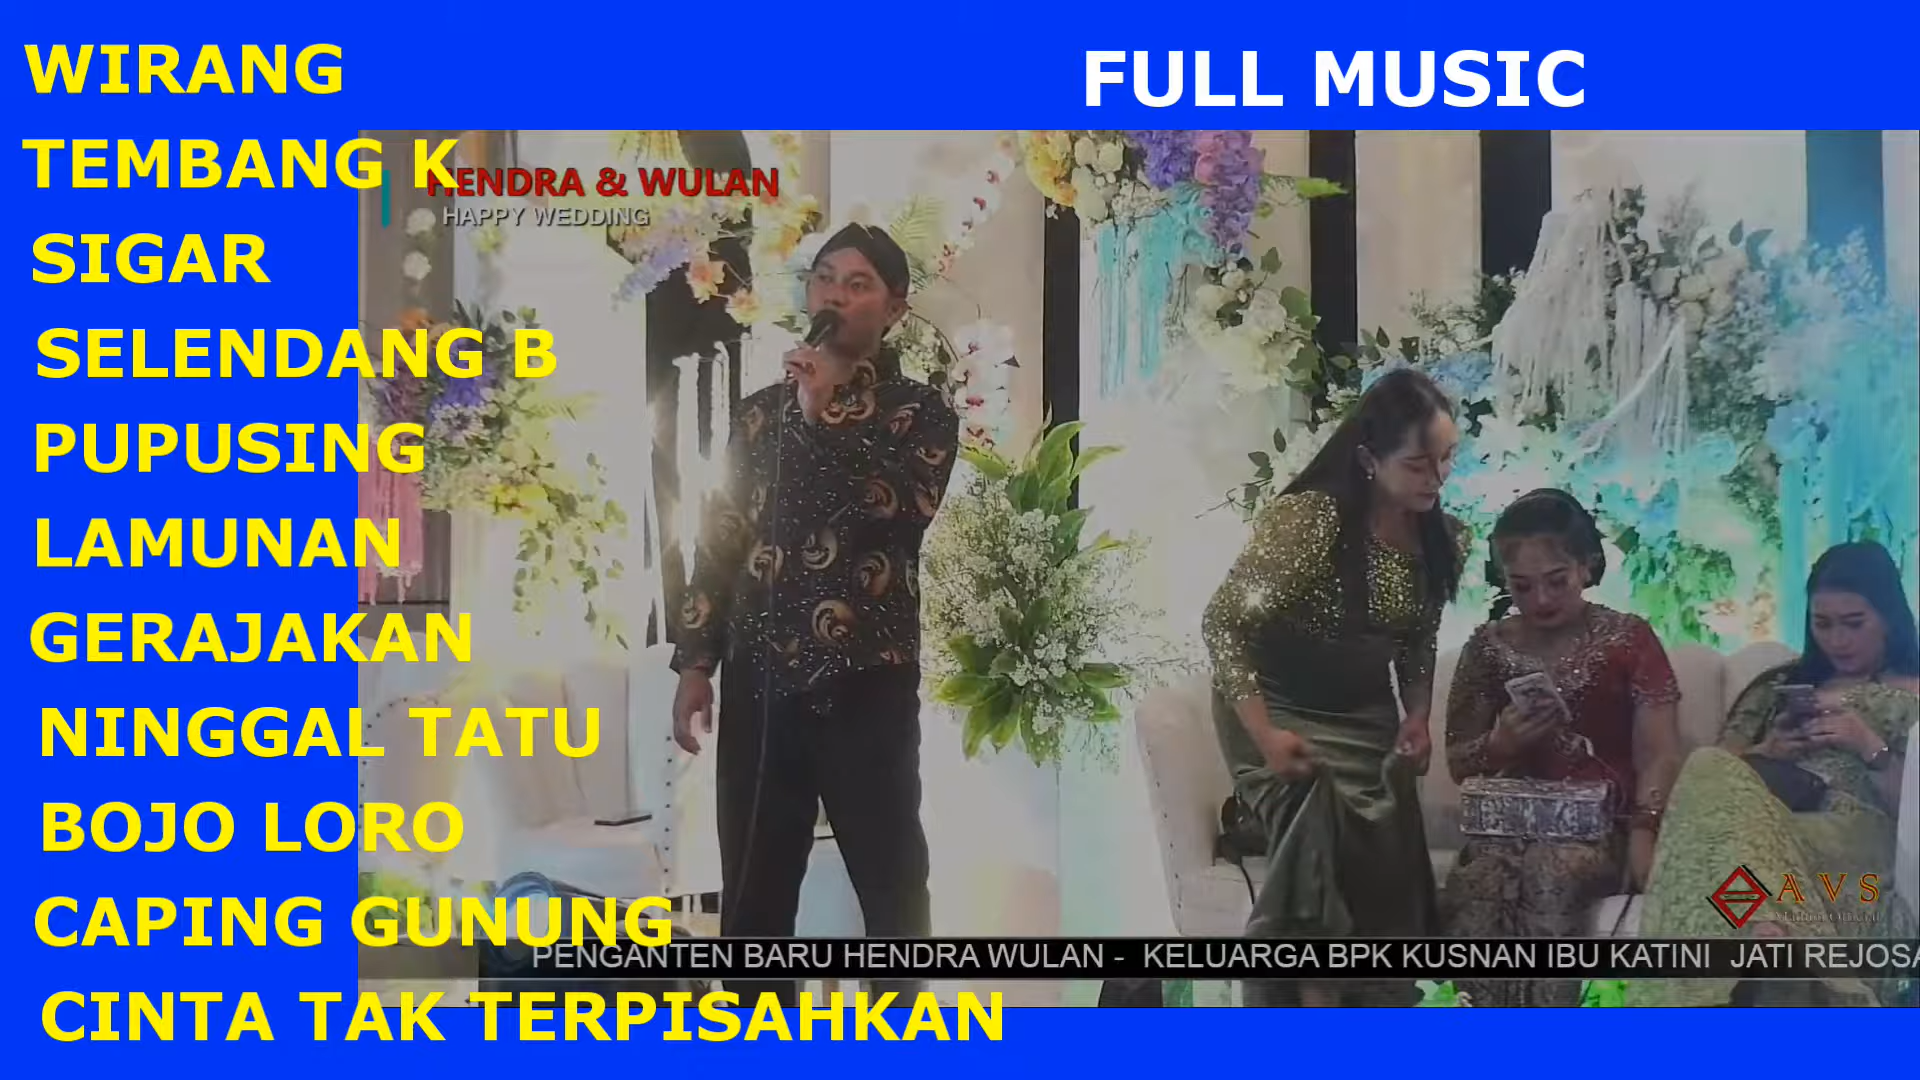 WIRANG
FULL MUSIC
TEMBANG K
HENDRA & WULAN
HAPPY WEDDING
SIGAR
SELENDANG B
PUPUSING
LAMUNAN
GERAJAKAN
NINGGAL TATU
BOJO LORO
AVS
CAPING GUNUNG
PENGANTEN BARU HENDRA WULAN - KELUARGA BPK KUSNAN IBU KATINI JATI REJOSA
CINTA TAK TERPISAHKAN